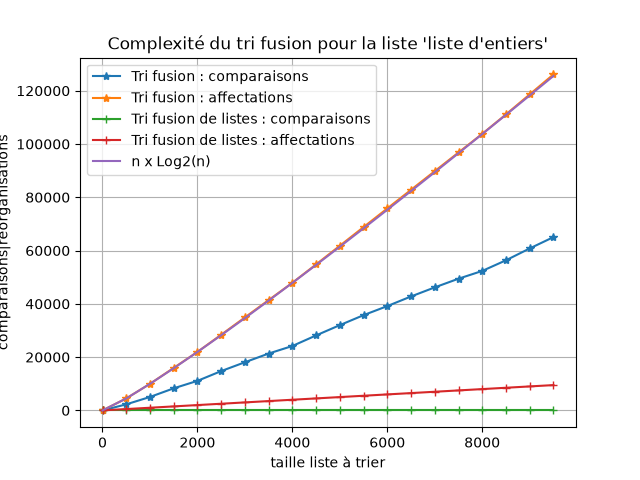 Complexité du tri fusion pour la liste 'liste d'entiers'
Tri fusion : comparaisons
Tri fusion : affectations
Tri fusion de listes : comparaisons
Tri fusion de listes : affectations
n x Log2(n)
120000
100000
80000
60000
40000
20000
0
comparaisons|réorganisations
0 2000 4000 6000 8000
taille liste à trier